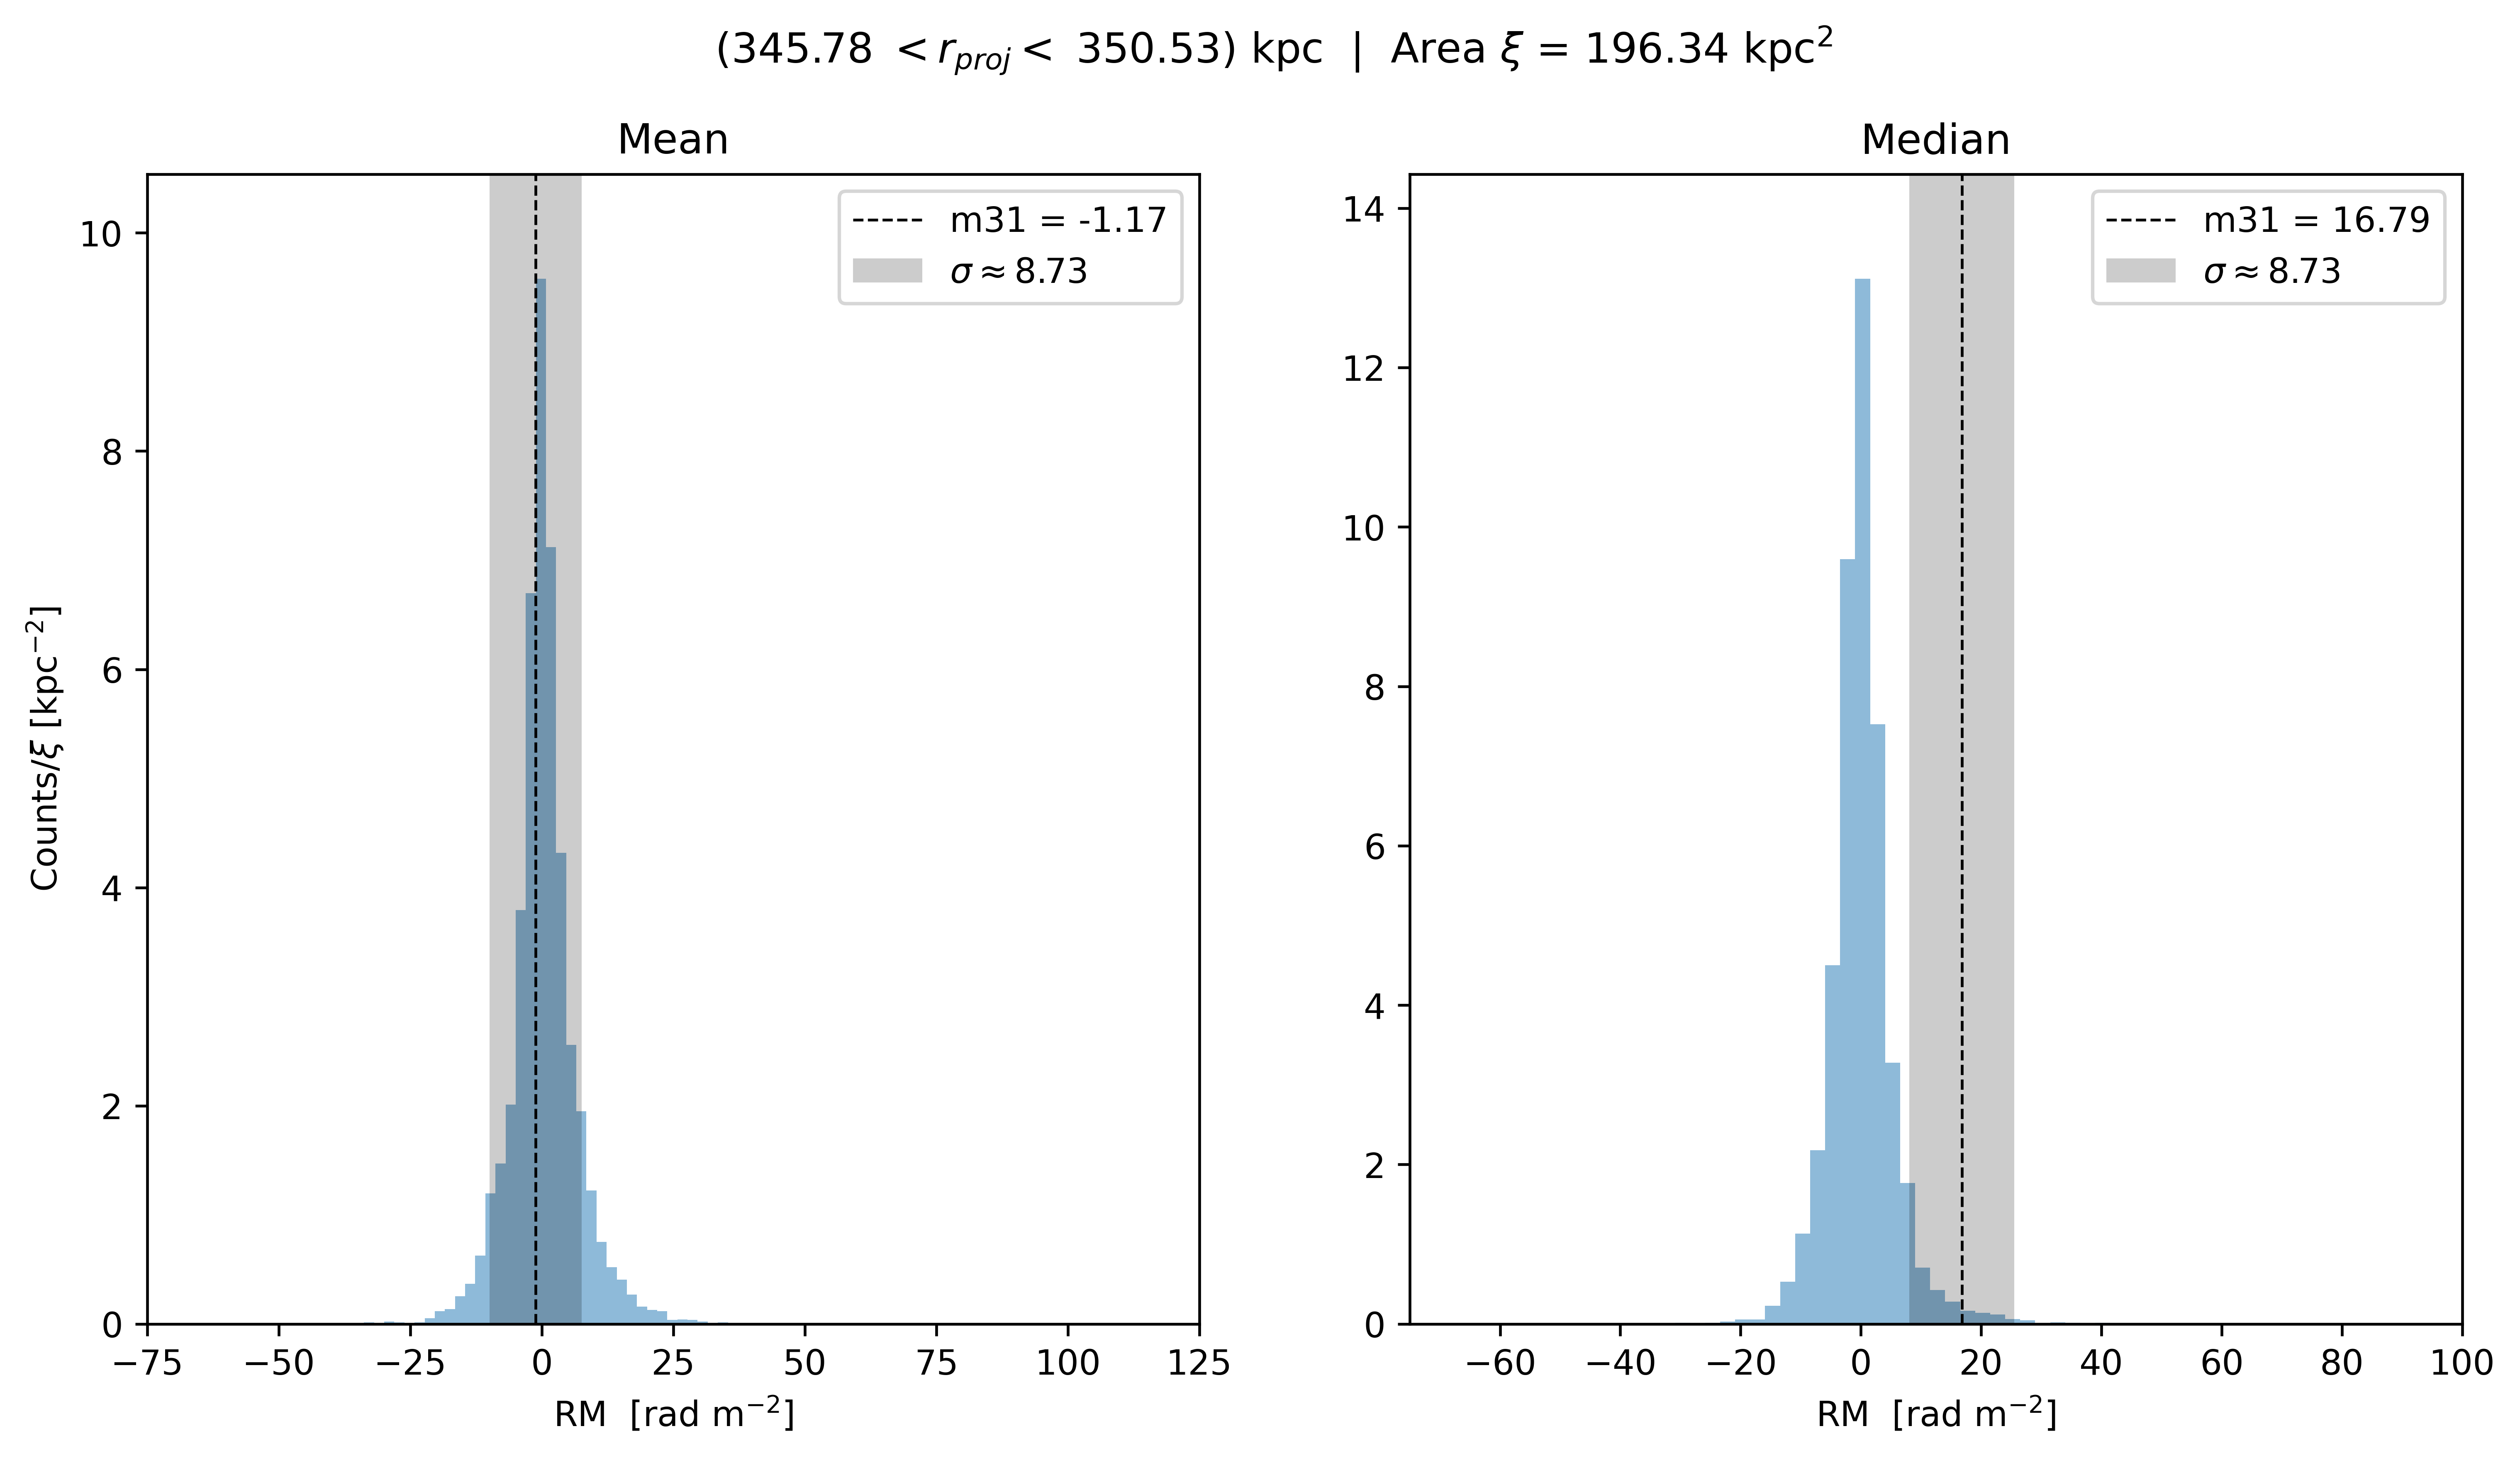 (345.78 < r_proj < 350.53) kpc | Area ξ = 196.34 kpc²
Mean
m31 = -1.17
σ≈8.73
10
8
6
4
2
0
Counts/ξ [kpc⁻²]
−75 −50 −25 0 25 50 75 100 125
RM [rad m⁻²]
Median
m31 = 16.79
σ≈8.73
14
12
10
8
6
4
2
0
−60 −40 −20 0 20 40 60 80 100
RM [rad m⁻²]